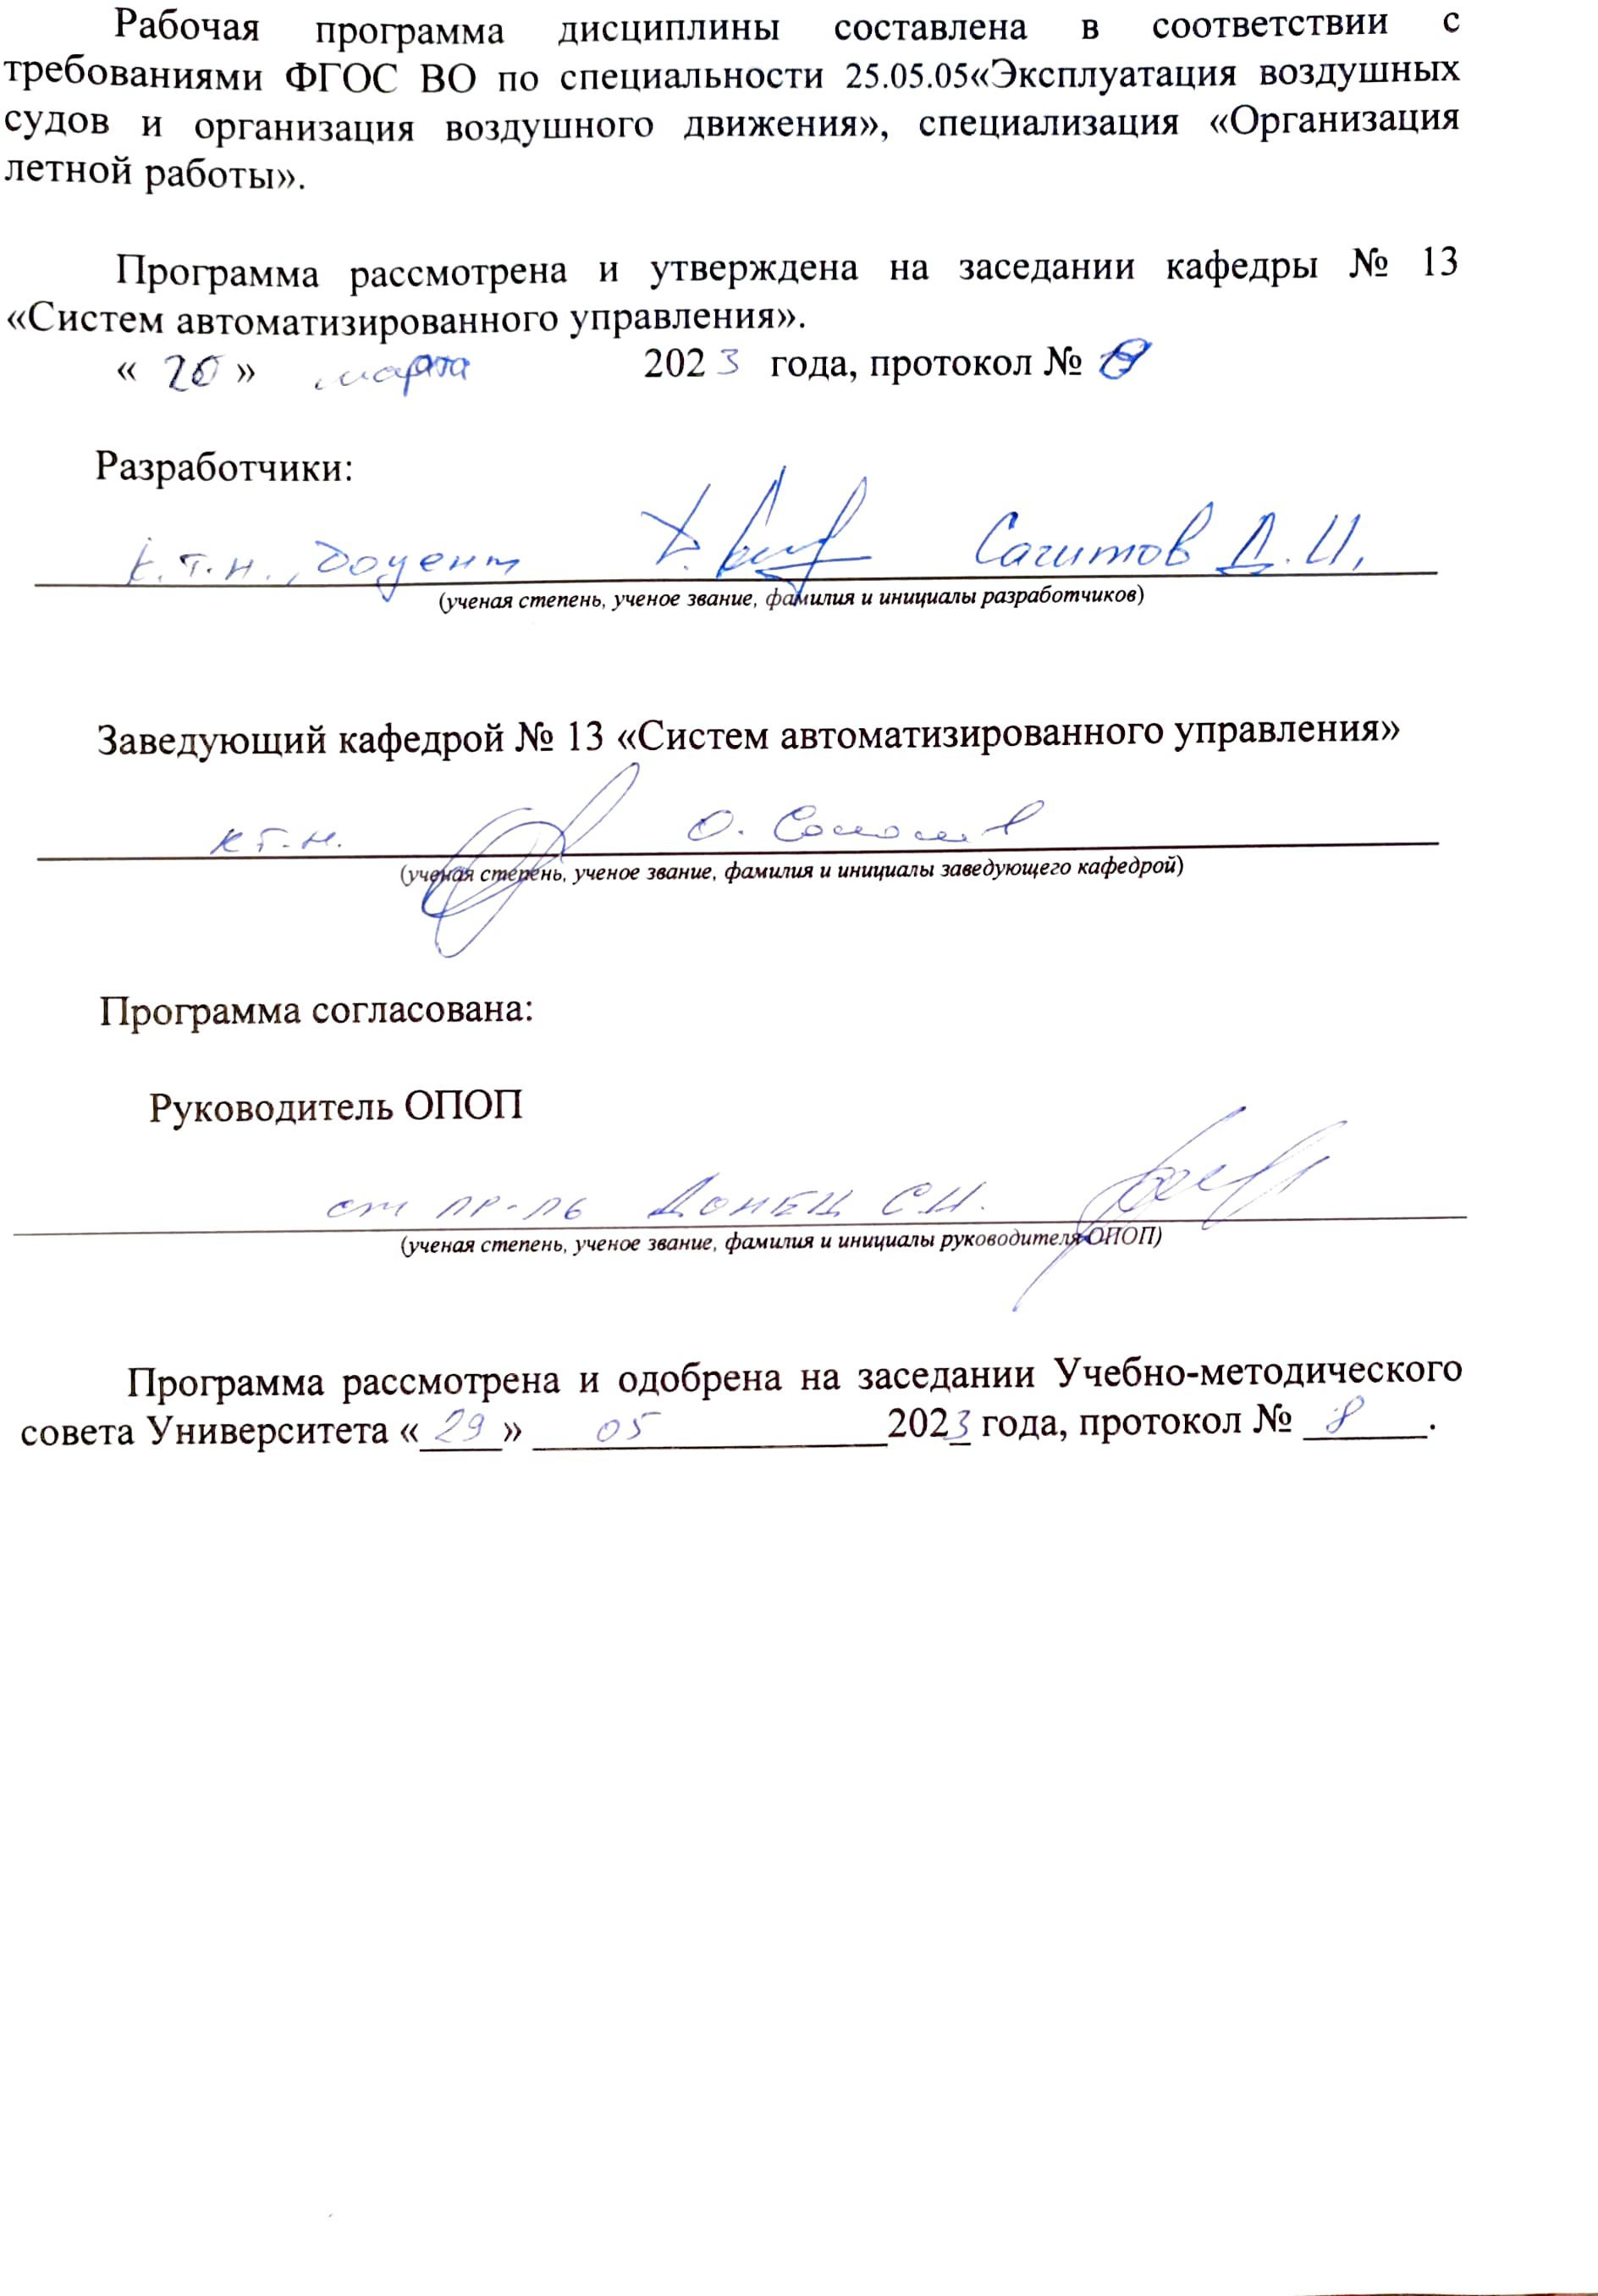 Рабочая программа дисциплины составлена в соответствии с
требованиями ФГОС ВО по специальности 25.05.05«Эксплуатация воздушных
судов и организация воздушного движения», специализация «Организация
летной работы».
Программа рассмотрена и утверждена на заседании кафедры № 13
«Систем автоматизированного управления».
« » марта 2023 года, протокол №
Разработчики:
к.т.н., доцент Сагитов Д.И.
(ученая степень, ученое звание, фамилия и инициалы разработчиков)
Заведующий кафедрой № 13 «Систем автоматизированного управления»
к.т.н. О.
(ученая степень, ученое звание, фамилия и инициалы заведующего кафедрой)
Программа согласована:
Руководитель ОПОП
ст пр-ль Донец С.И.
(ученая степень, ученое звание, фамилия и инициалы руководителя ОПОП)
Программа рассмотрена и одобрена на заседании Учебно-методического
совета Университета «29» 05 2023 года, протокол № 8.